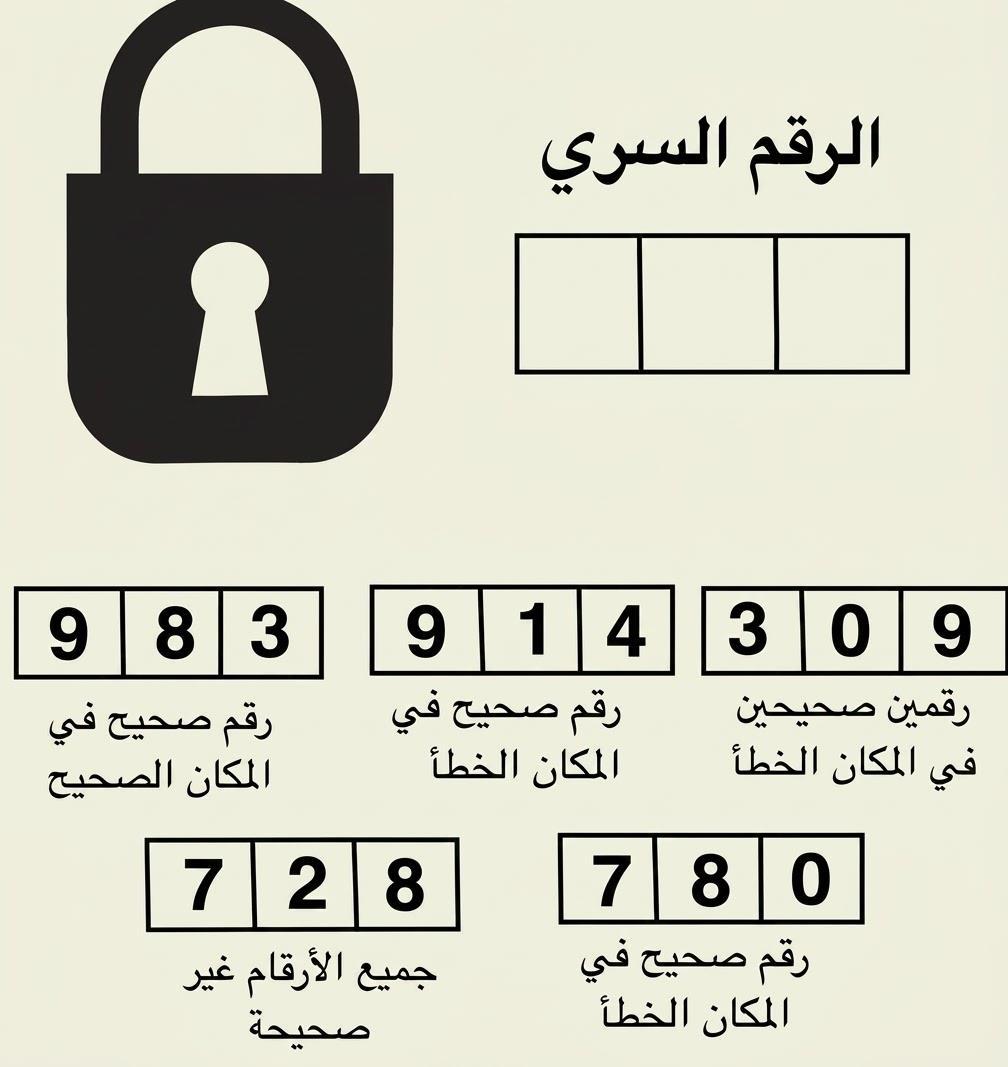 الرقم السري
9 8 3
رقم صحيح في
المكان الصحيح
9 1 4
رقم صحيح في
المكان الخطأ
3 0 9
رقمين صحيحين
في المكان الخطأ
7 2 8
جميع الأرقام غير
صحيحة
7 8 0
رقم صحيح في
المكان الخطأ